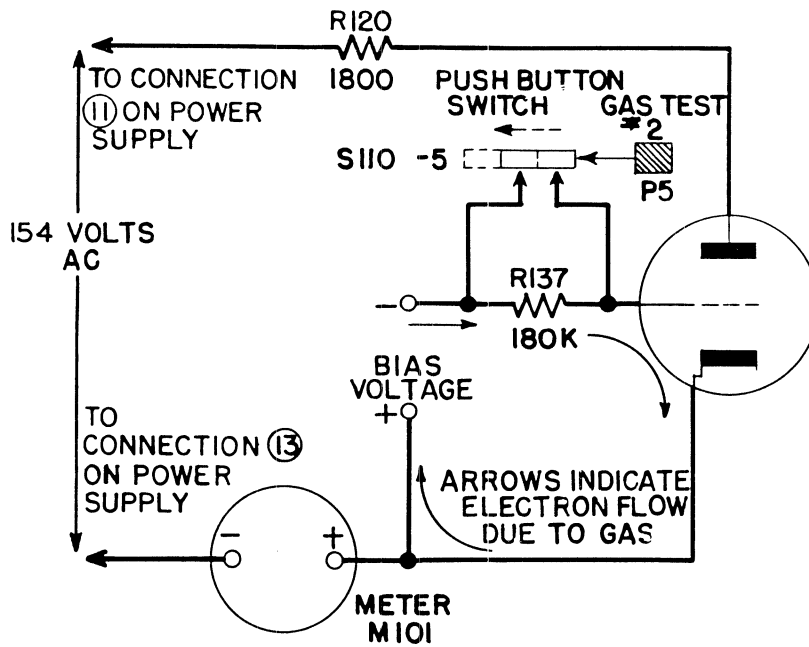 R120
1800
TO CONNECTION
11 ON POWER
SUPPLY
PUSH BUTTON
SWITCH
GAS TEST
#2
S110 -5
P5
154 VOLTS
AC
R137
180K
-
BIAS
VOLTAGE
+
TO
CONNECTION 13
ON POWER
SUPPLY
ARROWS INDICATE
ELECTRON FLOW
DUE TO GAS
- +
METER
M101